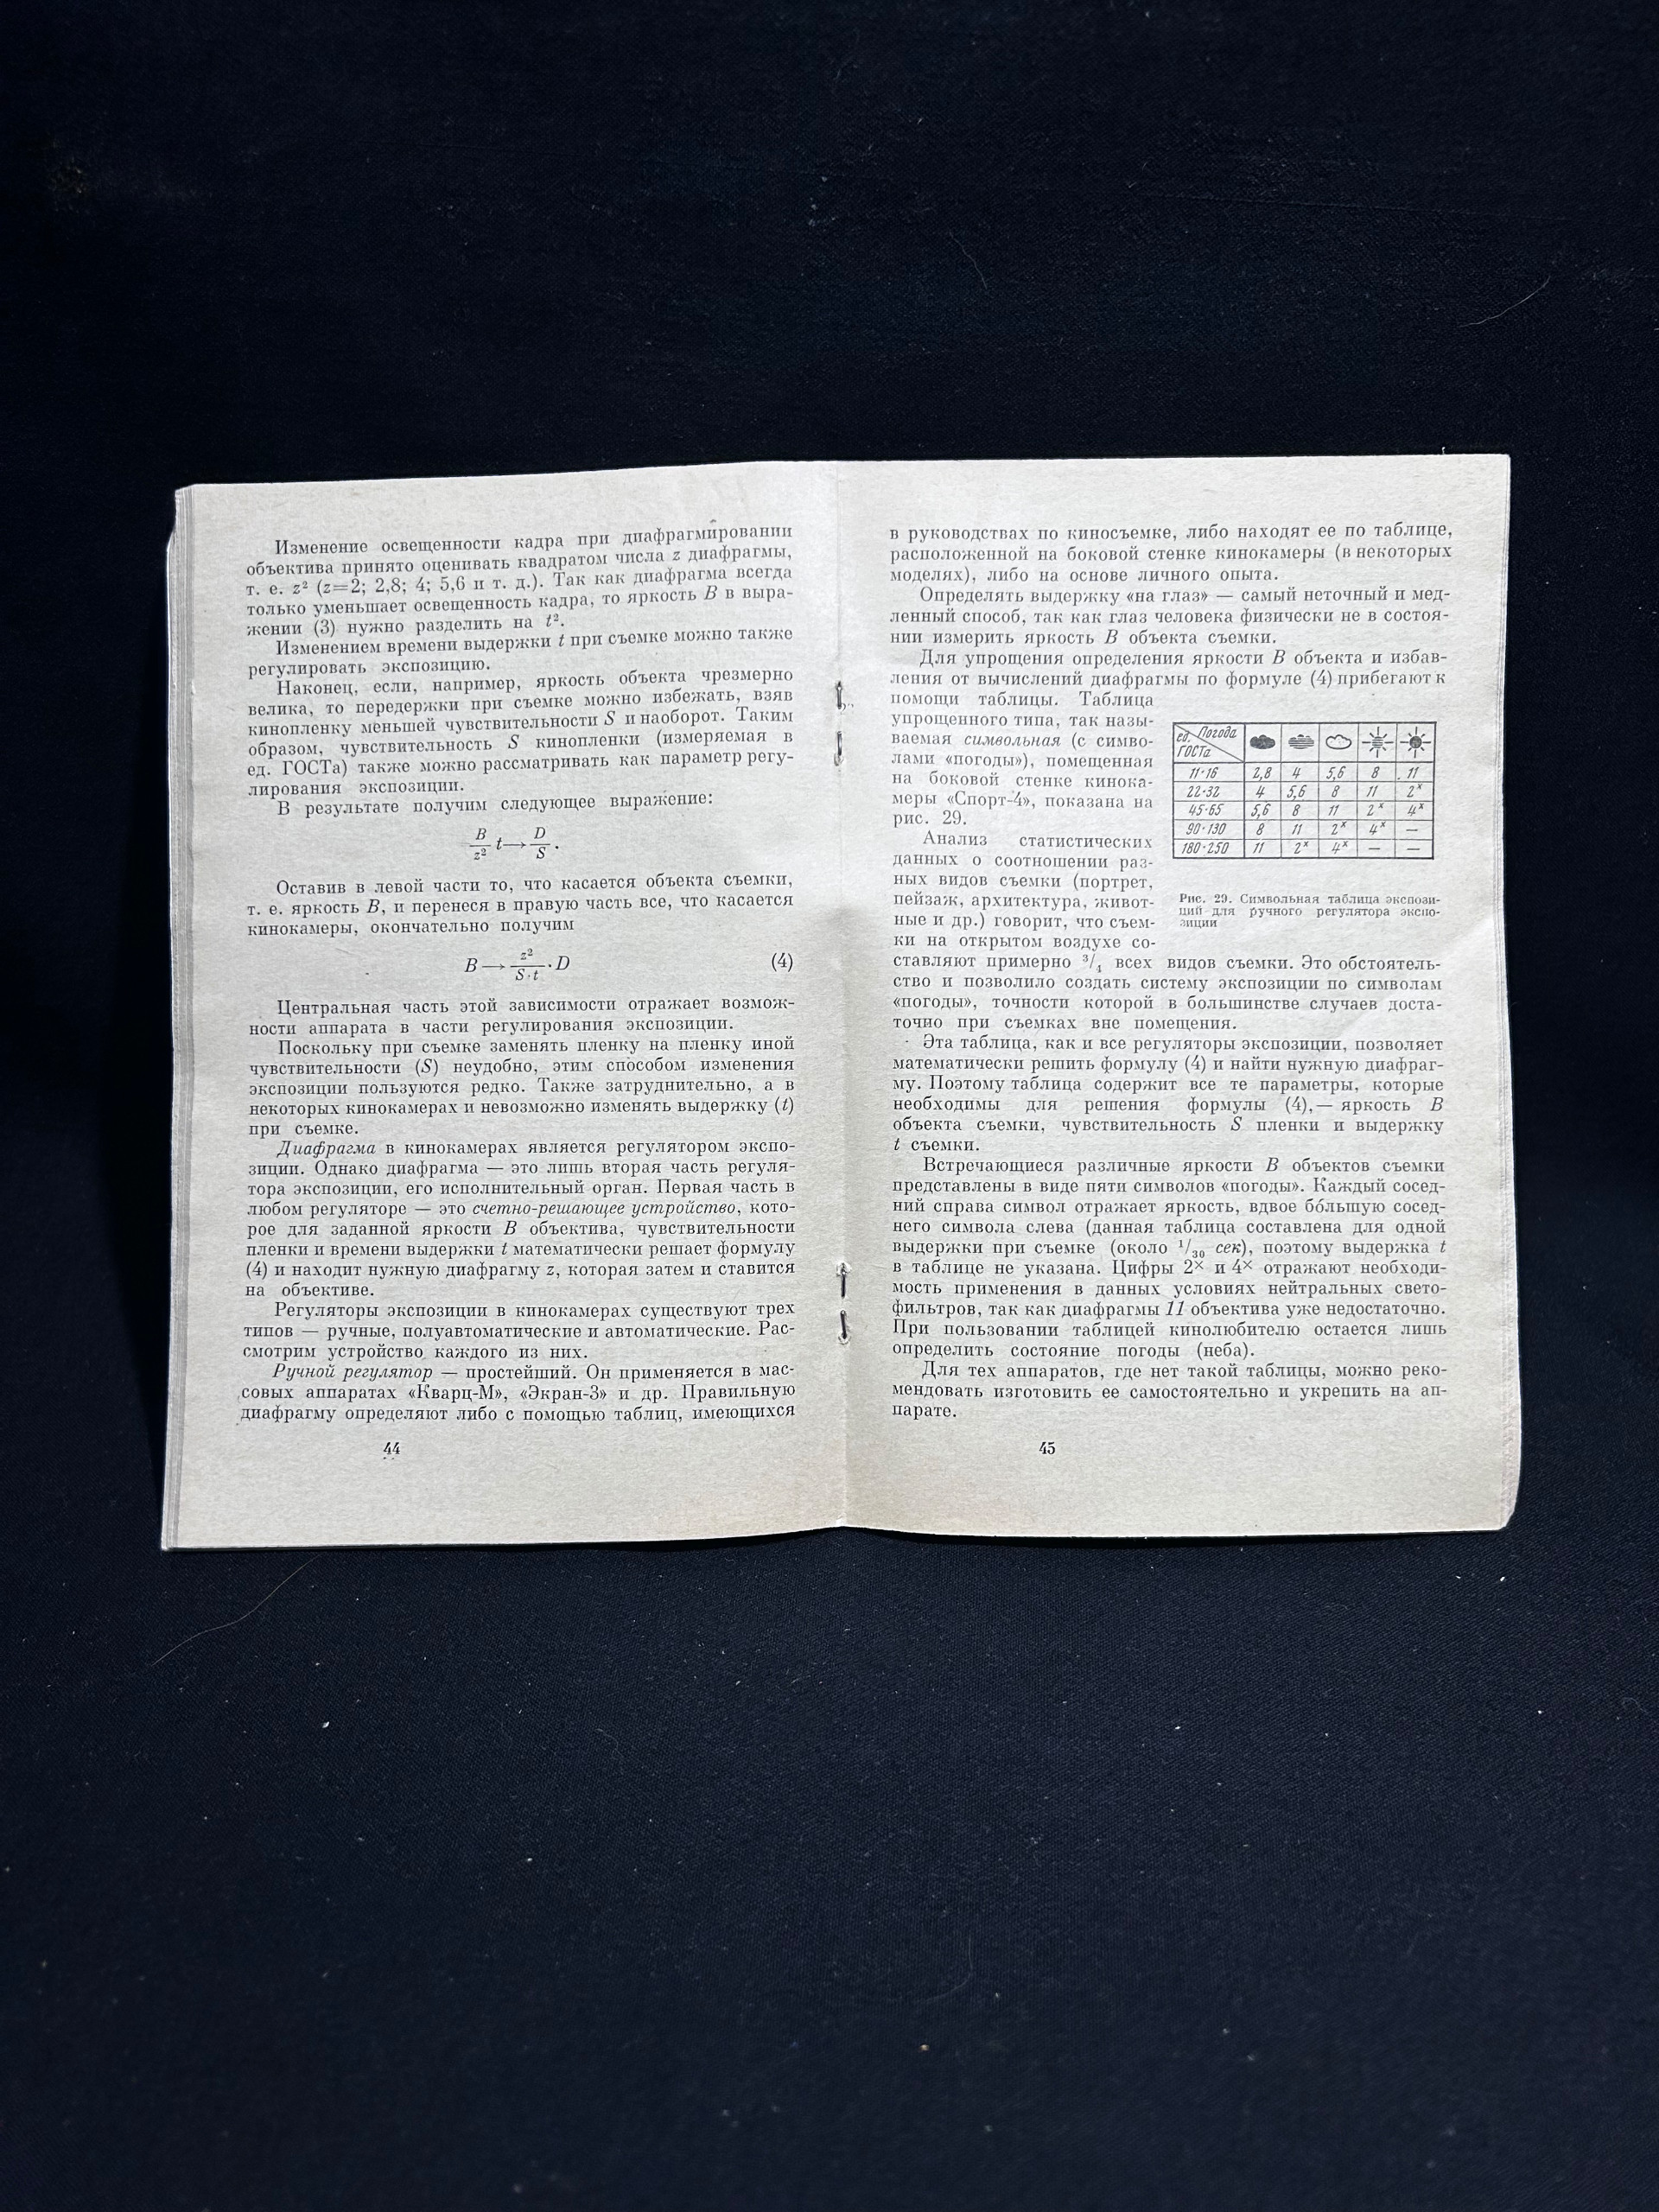 Изменение освещенности кадра при диафрагмировании
объектива принято оценивать квадратом числа z диафрагмы,
т. е. z² (z=2; 2,8; 4; 5,6 и т. д.). Так как диафрагма всегда
только уменьшает освещенность кадра, то яркость B в выра-
жении (3) нужно разделить на t².
Изменением времени выдержки t при съемке можно также
регулировать экспозицию.
Наконец, если, например, яркость объекта чрезмерно
велика, то передержки при съемке можно избежать, взяв
кинопленку меньшей чувствительности S и наоборот. Таким
образом, чувствительность S кинопленки (измеряемая в
ед. ГОСТа) также можно рассматривать как параметр регу-
лирования экспозиции.
В результате получим следующее выражение:
B/z² t→ D/S.
Оставив в левой части то, что касается объекта съемки,
т. е. яркость B, и перенеся в правую часть все, что касается
кинокамеры, окончательно получим
B→ z²/S·t ·D (4)
Центральная часть этой зависимости отражает возмож-
ности аппарата в части регулирования экспозиции.
Поскольку при съемке заменять пленку на пленку иной
чувствительности (S) неудобно, этим способом изменения
экспозиции пользуются редко. Также затруднительно, а в
некоторых кинокамерах и невозможно изменять выдержку (t)
при съемке.
Диафрагма в кинокамерах является регулятором экспо-
зиции. Однако диафрагма — это лишь вторая часть регуля-
тора экспозиции, его исполнительный орган. Первая часть в
любом регуляторе — это счетно-решающее устройство, кото-
рое для заданной яркости B объектива, чувствительности
пленки и времени выдержки t математически решает формулу
(4) и находит нужную диафрагму z, которая затем и ставится
на объективе.
Регуляторы экспозиции в кинокамерах существуют трех
типов — ручные, полуавтоматические и автоматические. Рас-
смотрим устройство каждого из них.
Ручной регулятор — простейший. Он применяется в мас-
совых аппаратах «Кварц-М», «Экран-3» и др. Правильную
диафрагму определяют либо с помощью таблиц, имеющихся
44
в руководствах по киносъемке, либо находят ее по таблице,
расположенной на боковой стенке кинокамеры (в некоторых
моделях), либо на основе личного опыта.
Определять выдержку «на глаз» — самый неточный и мед-
ленный способ, так как глаз человека физически не в состоя-
нии измерить яркость B объекта съемки.
Для упрощения определения яркости B объекта и избав-
ления от вычислений диафрагмы по формуле (4) прибегают к
помощи таблицы. Таблица
упрощенного типа, так назы-
ваемая символьная (с симво-
лами «погоды»), помещенная
на боковой стенке кинока-
меры «Спорт-4», показана на
рис. 29.
Анализ статистических
данных о соотношении раз-
ных видов съемки (портрет,
пейзаж, архитектура, живот-
ные и др.) говорит, что съем-
ки на открытом воздухе со-
ставляют примерно ³/₄ всех видов съемки. Это обстоятель-
ство и позволило создать систему экспозиции по символам
«погоды», точности которой в большинстве случаев доста-
точно при съемках вне помещения.
Эта таблица, как и все регуляторы экспозиции, позволяет
математически решить формулу (4) и найти нужную диафраг-
му. Поэтому таблица содержит все те параметры, которые
необходимы для решения формулы (4),— яркость B
объекта съемки, чувствительность S пленки и выдержку
t съемки.
Встречающиеся различные яркости B объектов съемки
представлены в виде пяти символов «погоды». Каждый сосед-
ний справа символ отражает яркость, вдвое бо́льшую сосед-
него символа слева (данная таблица составлена для одной
выдержки при съемке (около ¹/₃₀ сек), поэтому выдержка t
в таблице не указана. Цифры 2ˣ и 4ˣ отражают необходи-
мость применения в данных условиях нейтральных свето-
фильтров, так как диафрагмы 11 объектива уже недостаточно.
При пользовании таблицей кинолюбителю остается лишь
определить состояние погоды (неба).
Для тех аппаратов, где нет такой таблицы, можно реко-
мендовать изготовить ее самостоятельно и укрепить на ап-
парате.
Погода
ед. ГОСТа
11-16 2,8 4 5,6 8 11
22-32 4 5,6 8 11 2ˣ
45-65 5,6 8 11 2ˣ 4ˣ
90-130 8 11 2ˣ 4ˣ —
180-250 11 2ˣ 4ˣ — —
Рис. 29. Символьная таблица экспози-
ций для ручного регулятора экспо-
зиции
45